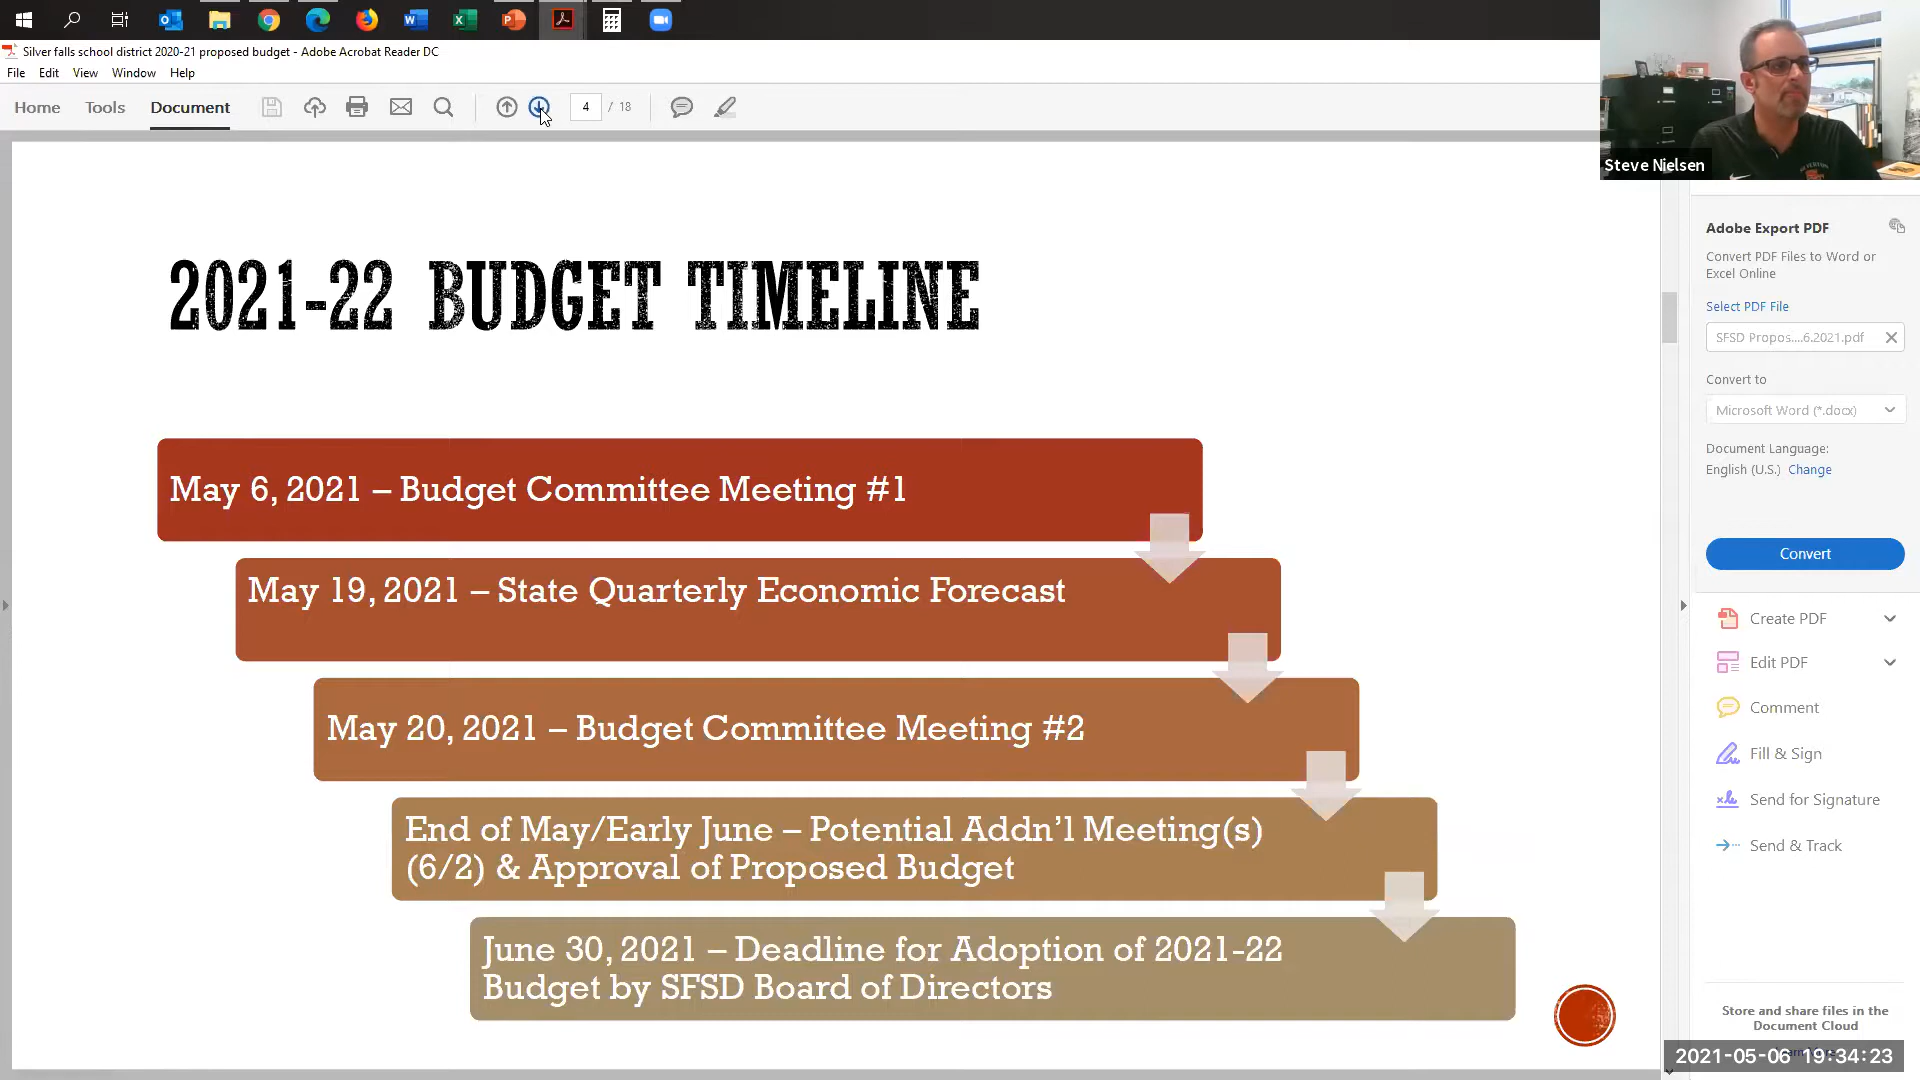 Silver falls school district 2020-21 proposed budget - Adobe Acrobat Reader DC
File Edit View Window Help
Home Tools Document 4 / 18
Steve Nielsen
2021-22 BUDGET TIMELINE
May 6, 2021 – Budget Committee Meeting #1
May 19, 2021 – State Quarterly Economic Forecast
May 20, 2021 – Budget Committee Meeting #2
End of May/Early June – Potential Addn’l Meeting(s)
(6/2) & Approval of Proposed Budget
June 30, 2021 – Deadline for Adoption of 2021-22
Budget by SFSD Board of Directors
Adobe Export PDF
Convert PDF Files to Word or
Excel Online
Select PDF File
SFSD Propos....6.2021.pdf
Convert to
Microsoft Word (*.docx)
Document Language:
English (U.S.) Change
Convert
Create PDF
Edit PDF
Comment
Fill & Sign
Send for Signature
Send & Track
Store and share files in the
Document Cloud
2021-05-06 19:34:23